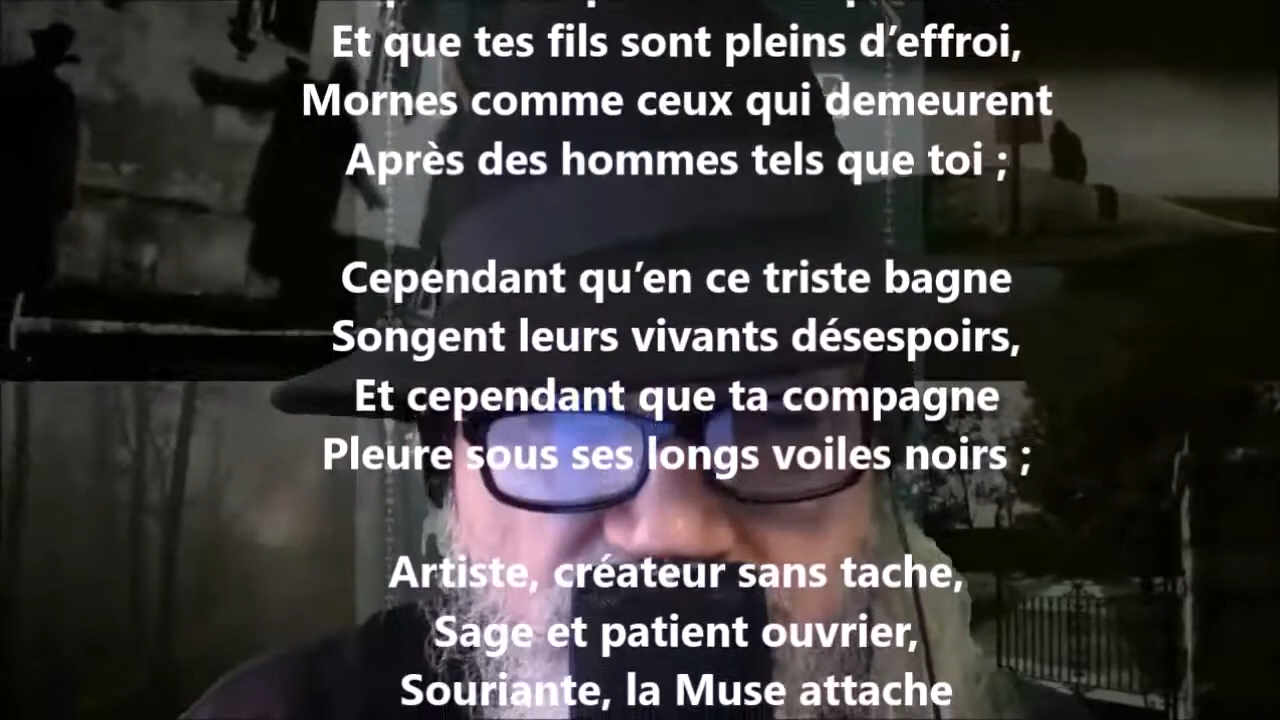 Et que tes fils sont pleins d’effroi,
Mornes comme ceux qui demeurent
Après des hommes tels que toi ;
Cependant qu’en ce triste bagne
Songent leurs vivants désespoirs,
Et cependant que ta compagne
Pleure sous ses longs voiles noirs ;
Artiste, créateur sans tache,
Sage et patient ouvrier,
Souriante, la Muse attache